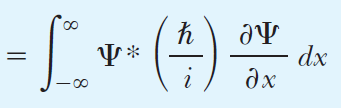 = ∫_{-∞}^{∞} Ψ* (ℏ/i) ∂Ψ/∂x dx